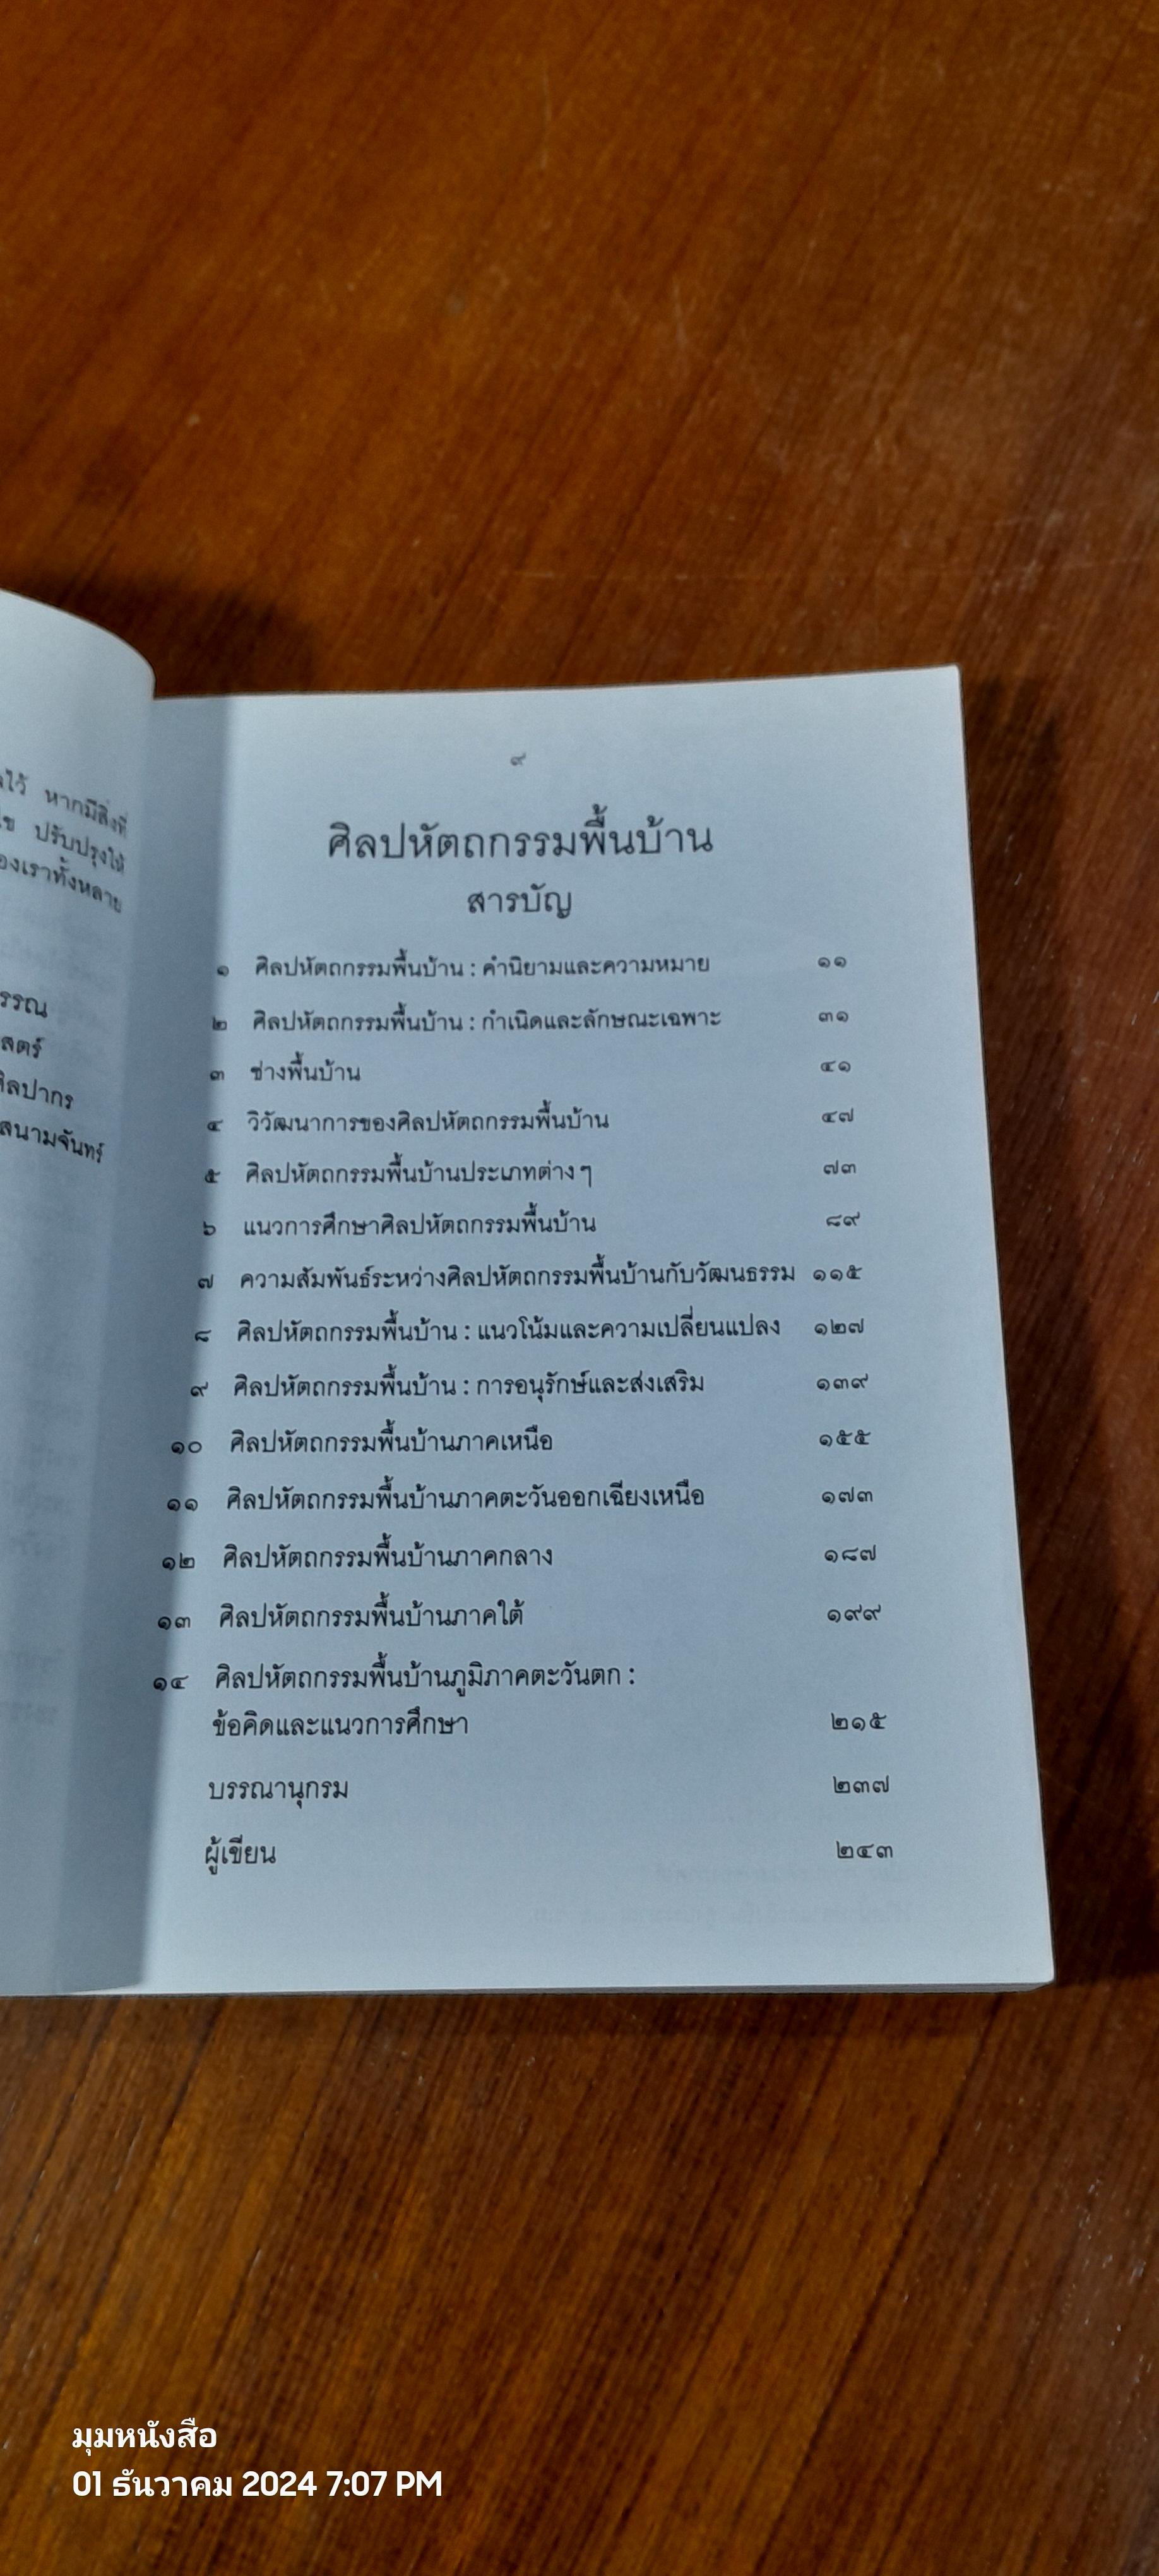 หากมีสิ่งที่
ปรับปรุงให้
องเราทั้งหลาย
รรณ
สตร์
ศิลปากร
สนามจันทร์
๙
ศิลปหัตถกรรมพื้นบ้าน
สารบัญ
๑ ศิลปหัตถกรรมพื้นบ้าน : คำนิยามและความหมาย ๑๑
๒ ศิลปหัตถกรรมพื้นบ้าน : กำเนิดและลักษณะเฉพาะ ๓๑
๓ ช่างพื้นบ้าน ๔๑
๔ วิวัฒนาการของศิลปหัตถกรรมพื้นบ้าน ๔๗
๕ ศิลปหัตถกรรมพื้นบ้านประเภทต่าง ๆ ๗๓
๖ แนวการศึกษาศิลปหัตถกรรมพื้นบ้าน ๘๙
๗ ความสัมพันธ์ระหว่างศิลปหัตถกรรมพื้นบ้านกับวัฒนธรรม ๑๑๕
๘ ศิลปหัตถกรรมพื้นบ้าน : แนวโน้มและความเปลี่ยนแปลง ๑๒๗
๙ ศิลปหัตถกรรมพื้นบ้าน : การอนุรักษ์และส่งเสริม ๑๓๙
๑๐ ศิลปหัตถกรรมพื้นบ้านภาคเหนือ ๑๕๕
๑๑ ศิลปหัตถกรรมพื้นบ้านภาคตะวันออกเฉียงเหนือ ๑๗๓
๑๒ ศิลปหัตถกรรมพื้นบ้านภาคกลาง ๑๘๗
๑๓ ศิลปหัตถกรรมพื้นบ้านภาคใต้ ๑๙๙
๑๔ ศิลปหัตถกรรมพื้นบ้านภูมิภาคตะวันตก :
ข้อคิดและแนวการศึกษา ๒๑๕
บรรณานุกรม ๒๓๗
ผู้เขียน ๒๔๓
มุมหนังสือ
01 ธันวาคม 2024 7:07 PM